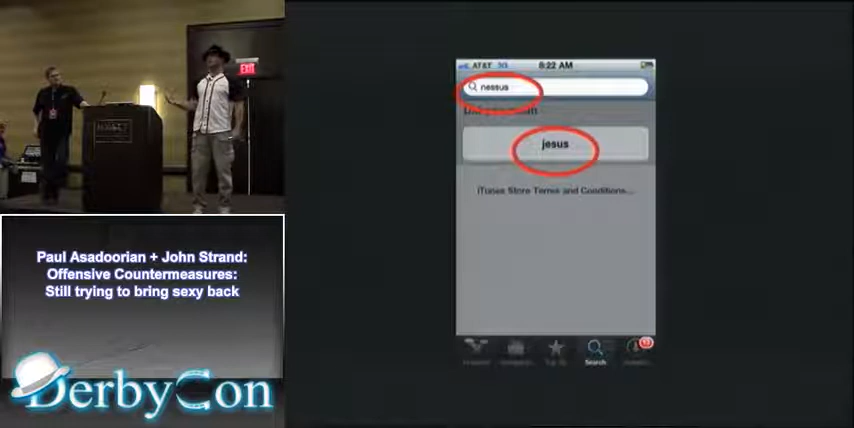 EXIT
HYATT
Paul Asadoorian + John Strand:
Offensive Countermeasures:
Still trying to bring sexy back
DerbyCon
AT&T 3G 8:22 AM
nessus
jesus
iTunes Store Terms and Conditions...
Search